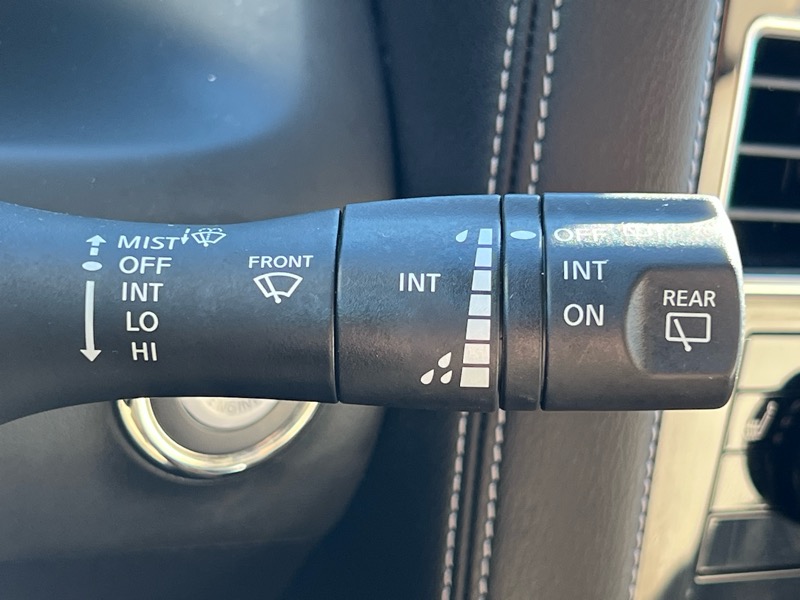 MIST
OFF
INT
LO
HI
FRONT
INT
OFF
INT
ON
REAR